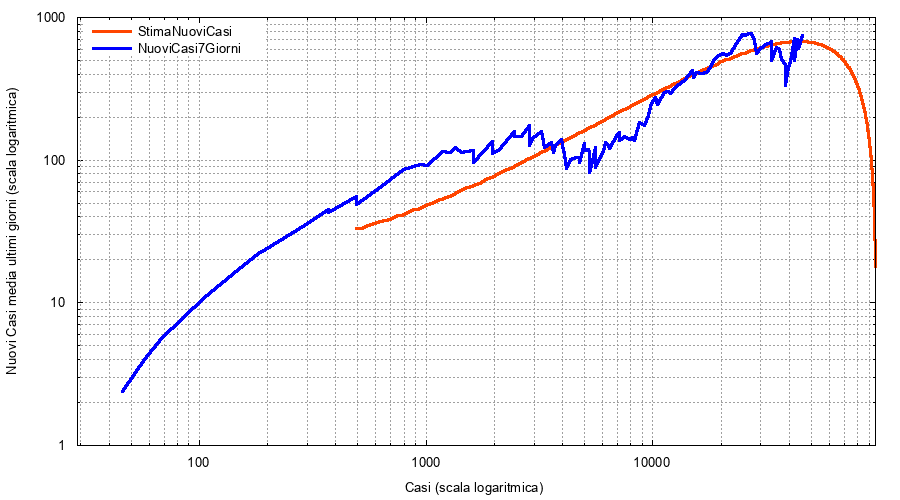 1000
100
10
1
StimaNuoviCasi
NuoviCasi7Giorni
Nuovi Casi media ultimi giorni (scala logaritmica)
100 1000 10000
Casi (scala logaritmica)